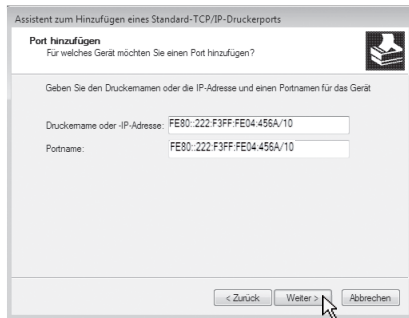 Assistent zum Hinzufügen eines Standard-TCP/IP-Druckerports
Port hinzufügen
Für welches Gerät möchten Sie einen Port hinzufügen?
Geben Sie den Druckernamen oder die IP-Adresse und einen Portnamen für das Gerät
Druckername oder -IP-Adresse: FE80::222:F3FF:FE04:456A/10
Portname: FE80::222:F3FF:FE04:456A/10
< Zurück Weiter > Abbrechen